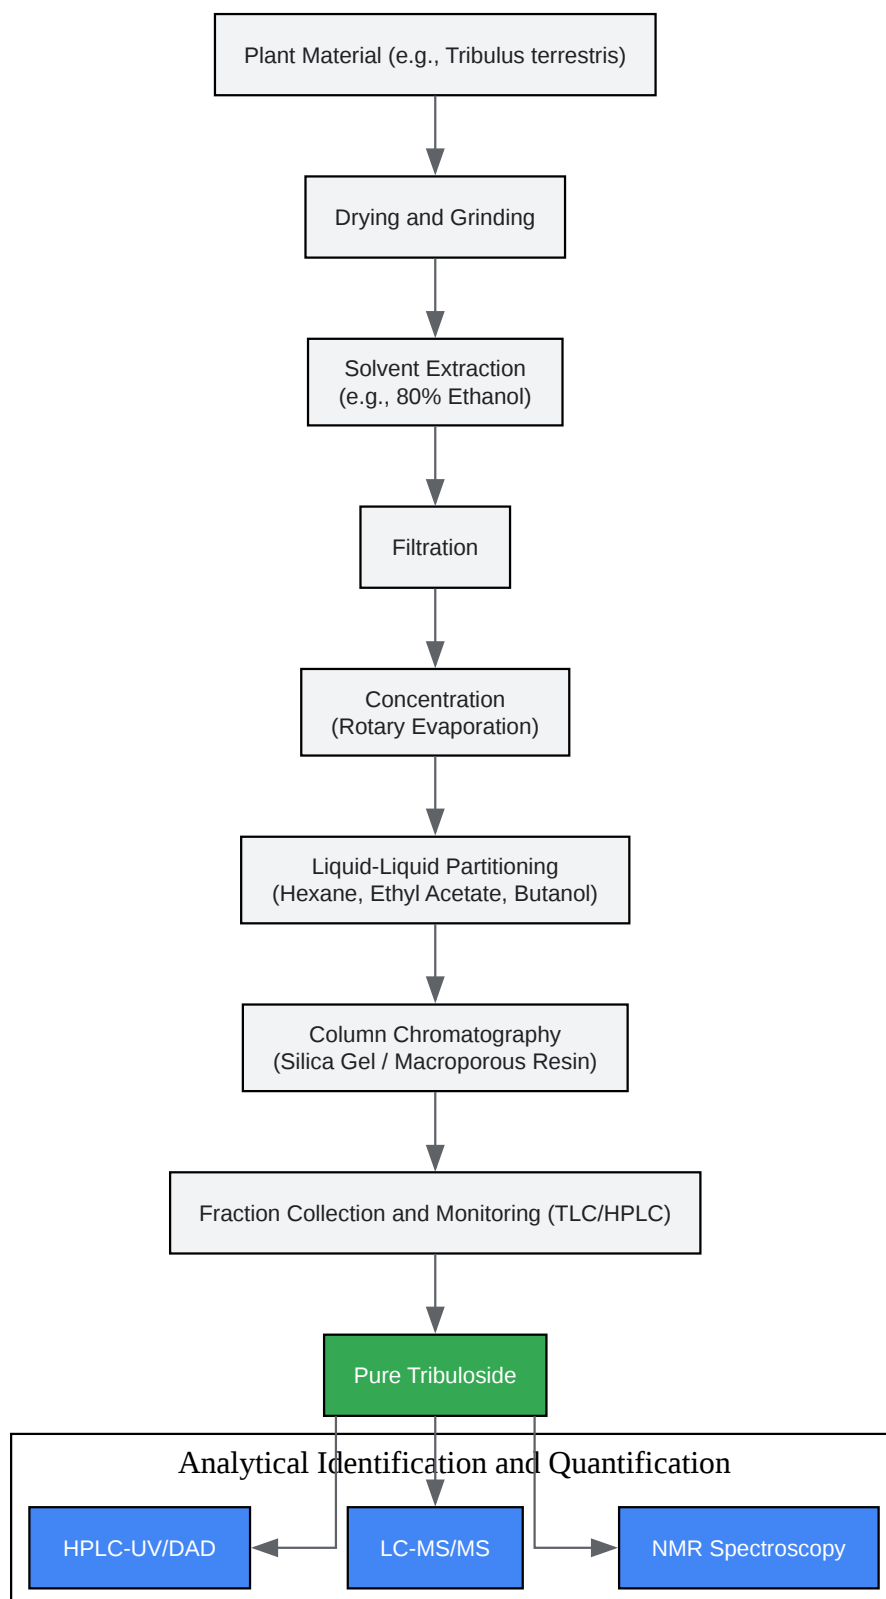 Plant Material (e.g., Tribulus terrestris)
Drying and Grinding
Solvent Extraction
(e.g., 80% Ethanol)
Filtration
Concentration
(Rotary Evaporation)
Liquid-Liquid Partitioning
(Hexane, Ethyl Acetate, Butanol)
Column Chromatography
(Silica Gel / Macroporous Resin)
Fraction Collection and Monitoring (TLC/HPLC)
Pure Tribuloside
Analytical Identification and Quantification
HPLC-UV/DAD
LC-MS/MS
NMR Spectroscopy